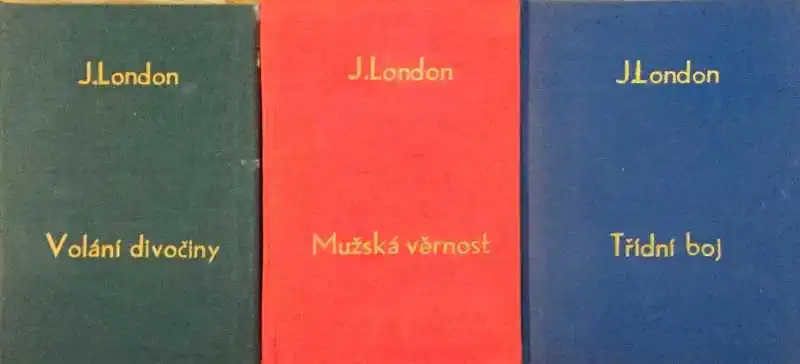 J.London
Volání divočiny
J.London
Mužská věrnost
J.London
Třídní boj